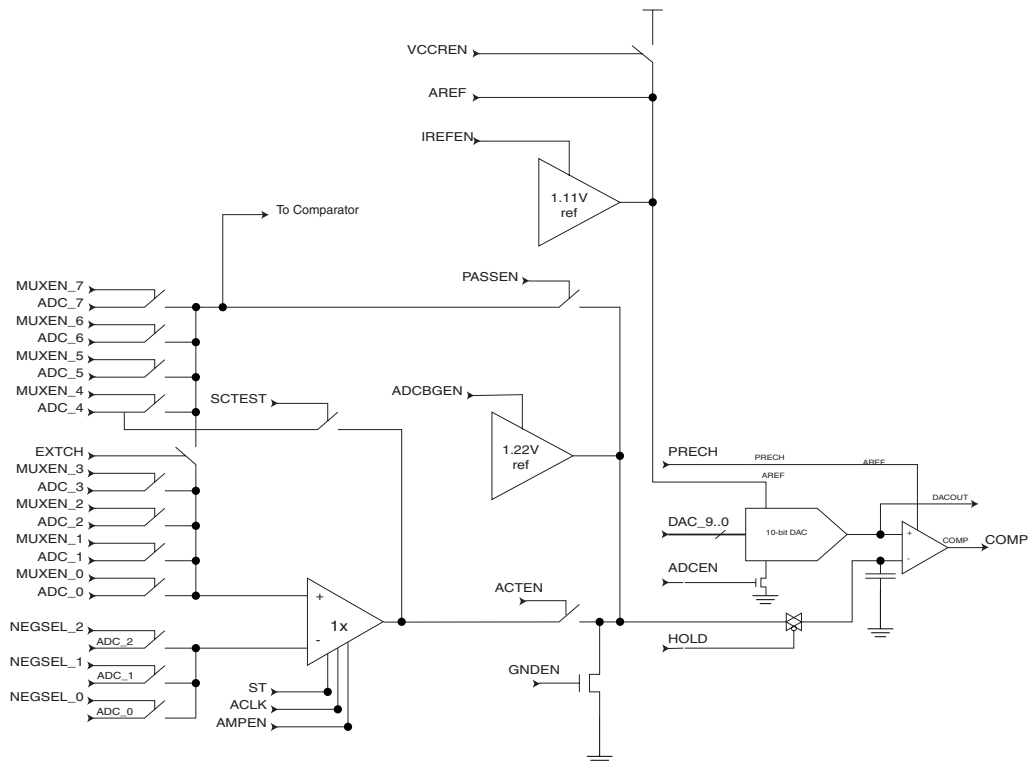 VCCREN
AREF
IREFEN
1.11V
ref
To Comparator
PASSEN
MUXEN_7
ADC_7
MUXEN_6
ADC_6
MUXEN_5
ADC_5
MUXEN_4
ADC_4
SCTEST
ADCBGEN
1.22V
ref
EXTCH
MUXEN_3
ADC_3
MUXEN_2
ADC_2
MUXEN_1
ADC_1
MUXEN_0
ADC_0
PRECH
PRECH
AREF
AREF
DACOUT
DAC_9..0
10-bit DAC
+
-
COMP
COMP
ADCEN
ACTEN
+
1x
-
NEGSEL_2
ADC_2
NEGSEL_1
ADC_1
NEGSEL_0
ADC_0
HOLD
GNDEN
ST
ACLK
AMPEN